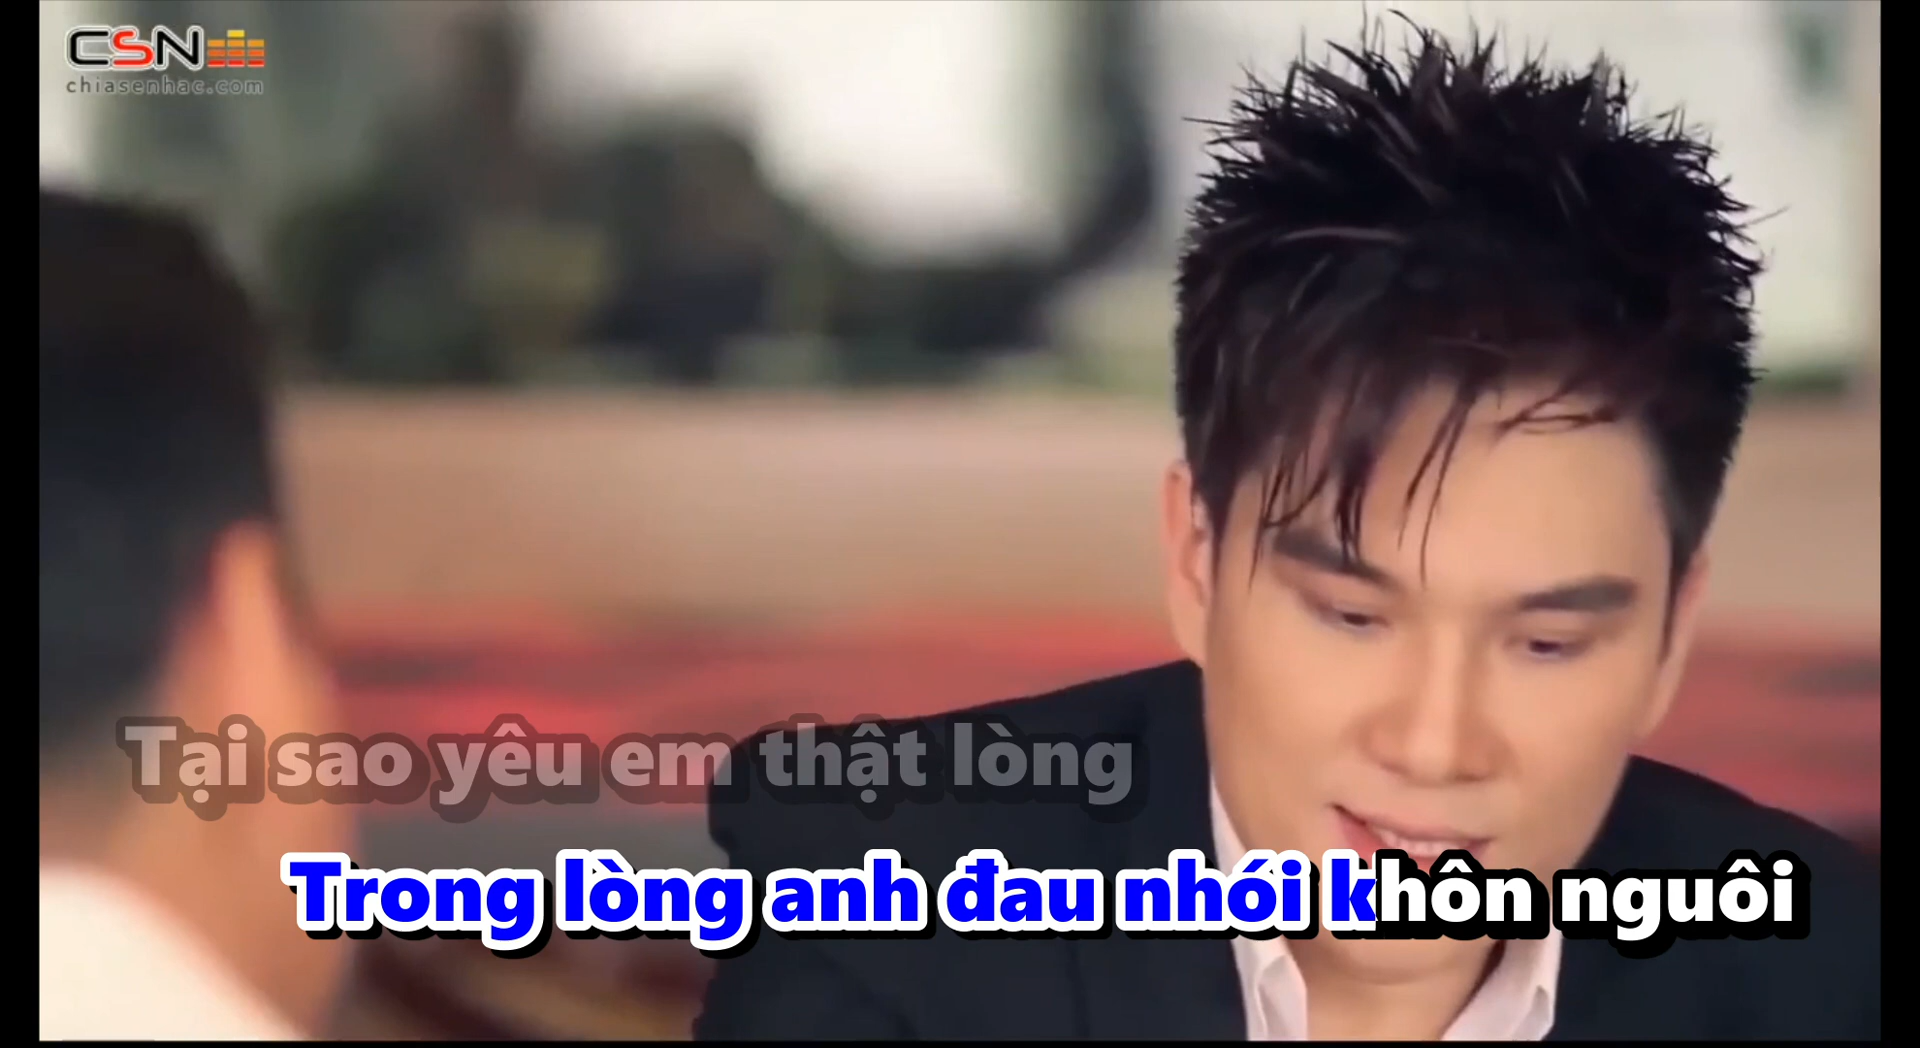 CSN
chiasenhac.com
Tại sao yêu em thật lòng
Trong lòng anh đau nhói khôn nguôi